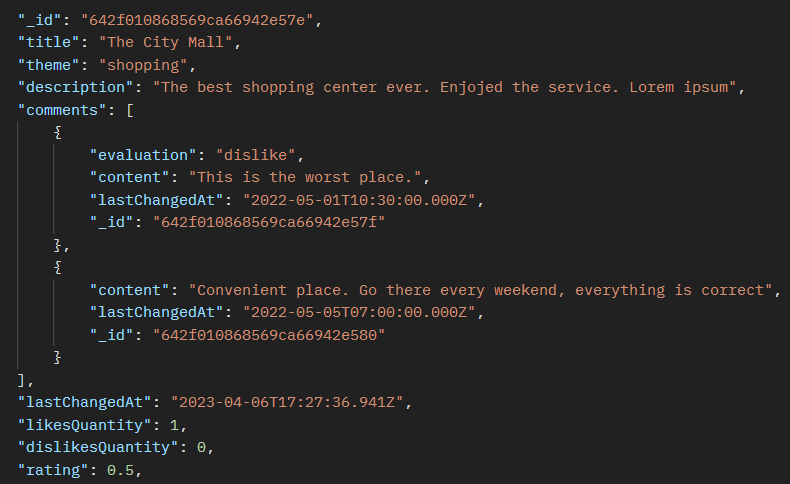 "_id": "642f010868569ca66942e57e",
"title": "The City Mall",
"theme": "shopping",
"description": "The best shopping center ever. Enjojed the service. Lorem ipsum",
"comments": [
{
"evaluation": "dislike",
"content": "This is the worst place.",
"lastChangedAt": "2022-05-01T10:30:00.000Z",
"_id": "642f010868569ca66942e57f"
},
{
"content": "Convenient place. Go there every weekend, everything is correct",
"lastChangedAt": "2022-05-05T07:00:00.000Z",
"_id": "642f010868569ca66942e580"
}
],
"lastChangedAt": "2023-04-06T17:27:36.941Z",
"likesQuantity": 1,
"dislikesQuantity": 0,
"rating": 0.5,